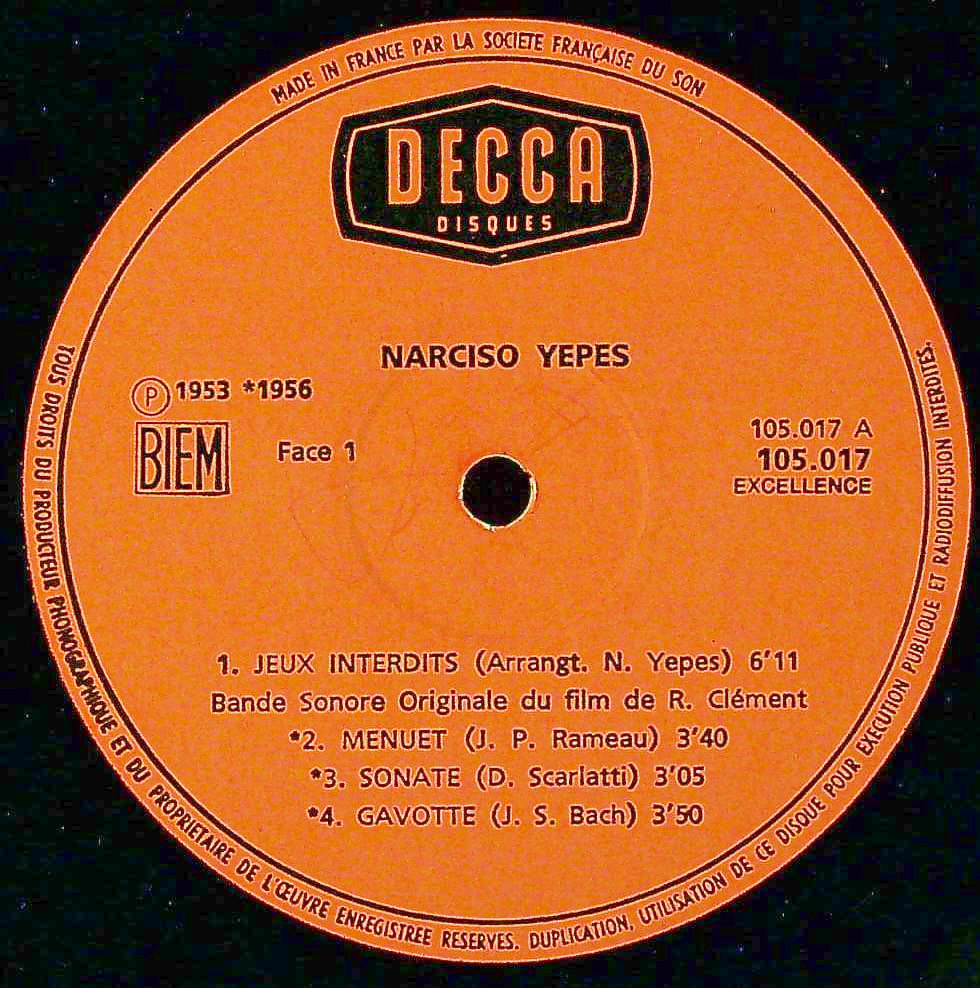 MADE IN FRANCE PAR LA SOCIETE FRANÇAISE DU SON
DECCA
DISQUES
NARCISO YEPES
Ⓟ 1953 *1956
BIEM
Face 1
105.017 A
105.017
EXCELLENCE
1. JEUX INTERDITS (Arrangt. N. Yepes) 6'11
Bande Sonore Originale du film de R. Clément
*2. MENUET (J. P. Rameau) 3'40
*3. SONATE (D. Scarlatti) 3'05
*4. GAVOTTE (J. S. Bach) 3'50
TOUS DROITS DU PRODUCTEUR PHONOGRAPHIQUE ET DU PROPRIETAIRE DE L'ŒUVRE ENREGISTREE RESERVES. DUPLICATION, UTILISATION DE CE DISQUE POUR EXECUTION PUBLIQUE ET RADIODIFFUSION INTERDITES.